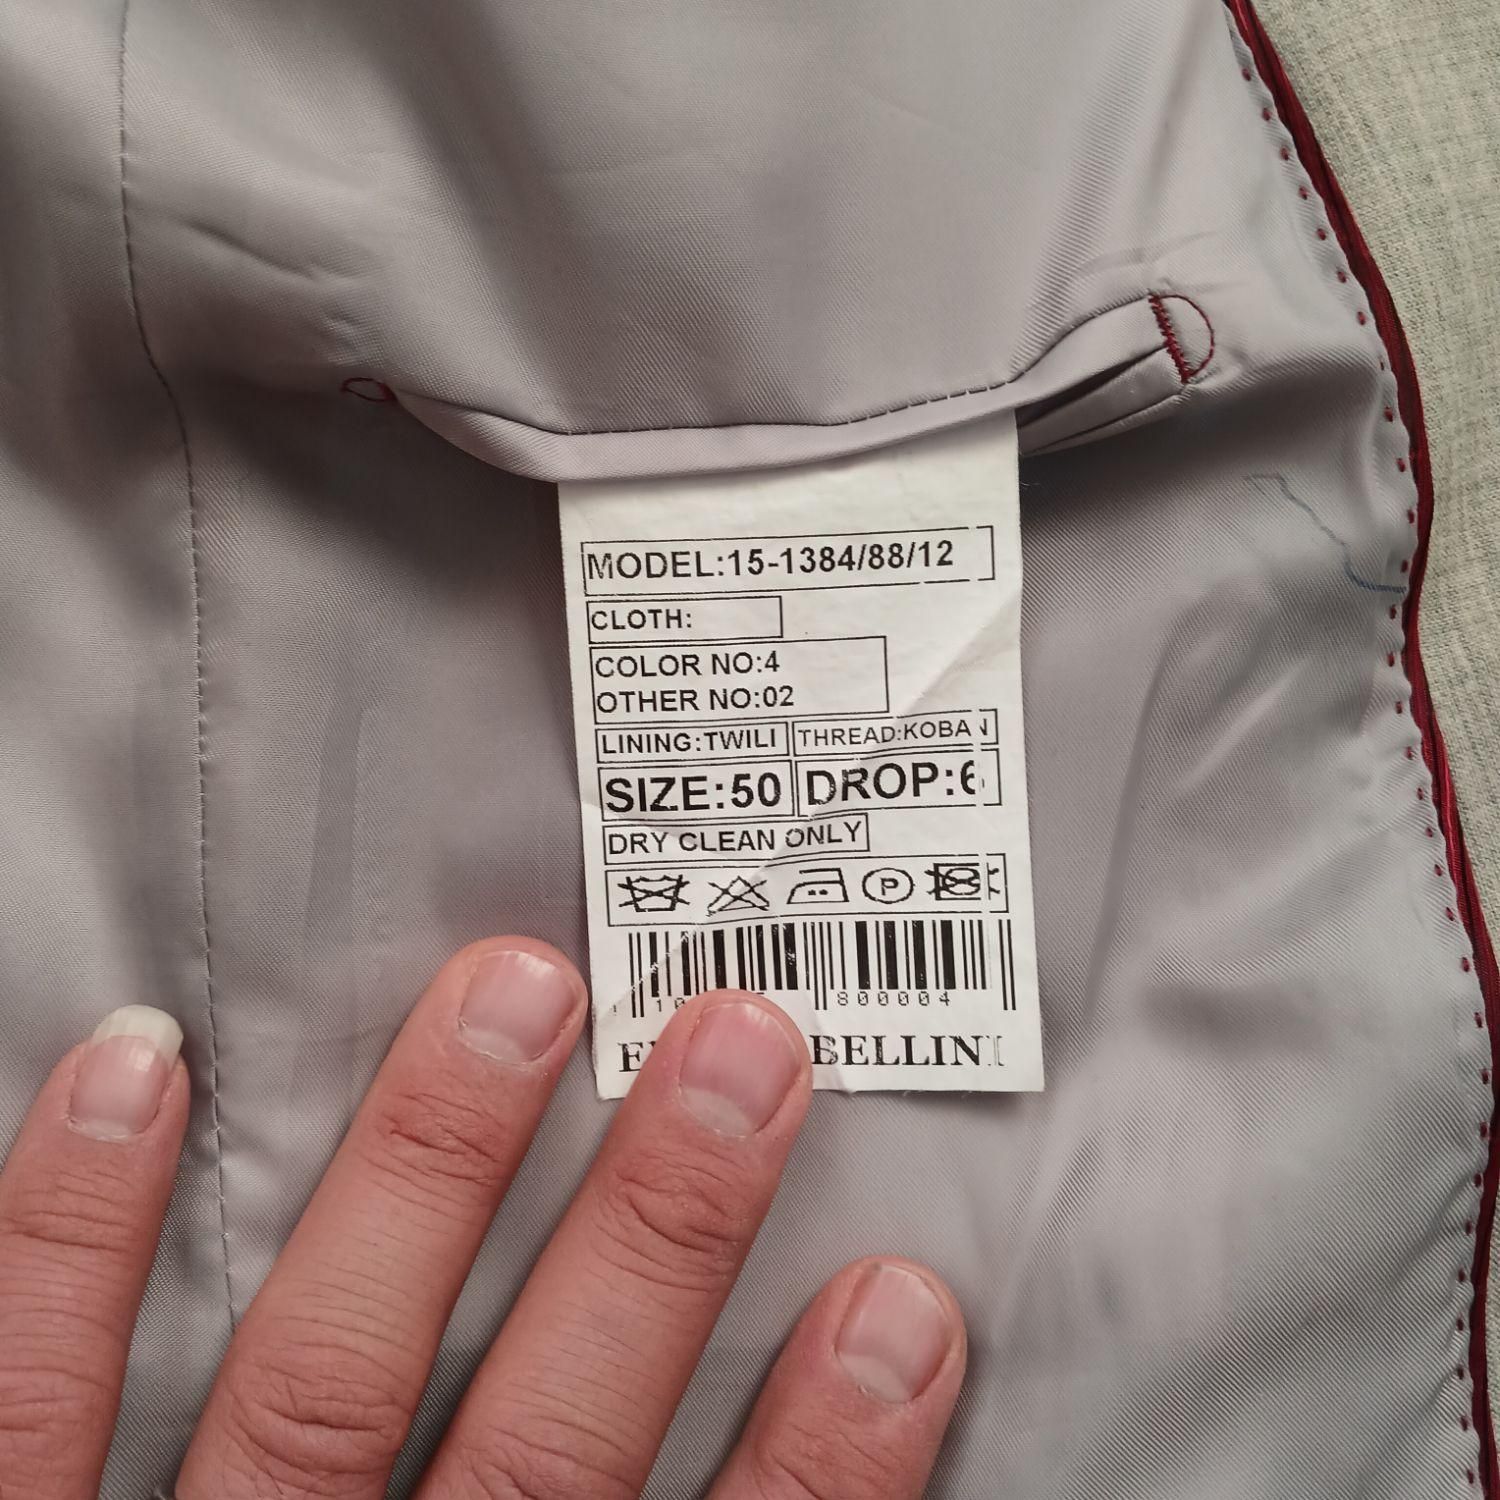 MODEL:15-1384/88/12
CLOTH:
COLOR NO:4
OTHER NO:02
LINING:TWILI THREAD:KOBAN
SIZE:50 DROP:6
DRY CLEAN ONLY
P
800004
BELLINI